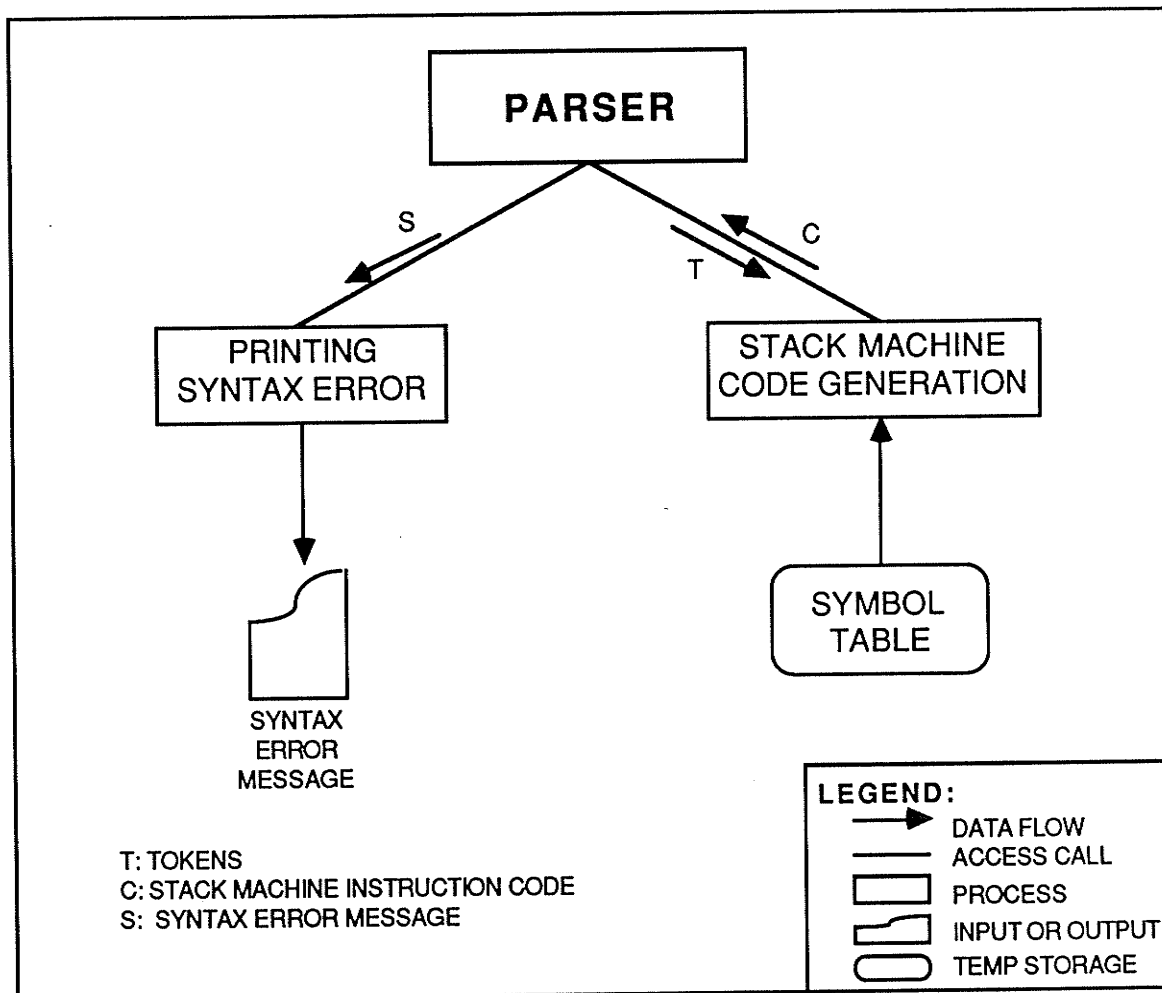 PARSER
S
C
T
PRINTING
SYNTAX ERROR
STACK MACHINE
CODE GENERATION
SYMBOL
TABLE
SYNTAX
ERROR
MESSAGE
T: TOKENS
C: STACK MACHINE INSTRUCTION CODE
S: SYNTAX ERROR MESSAGE
LEGEND:
DATA FLOW
ACCESS CALL
PROCESS
INPUT OR OUTPUT
TEMP STORAGE